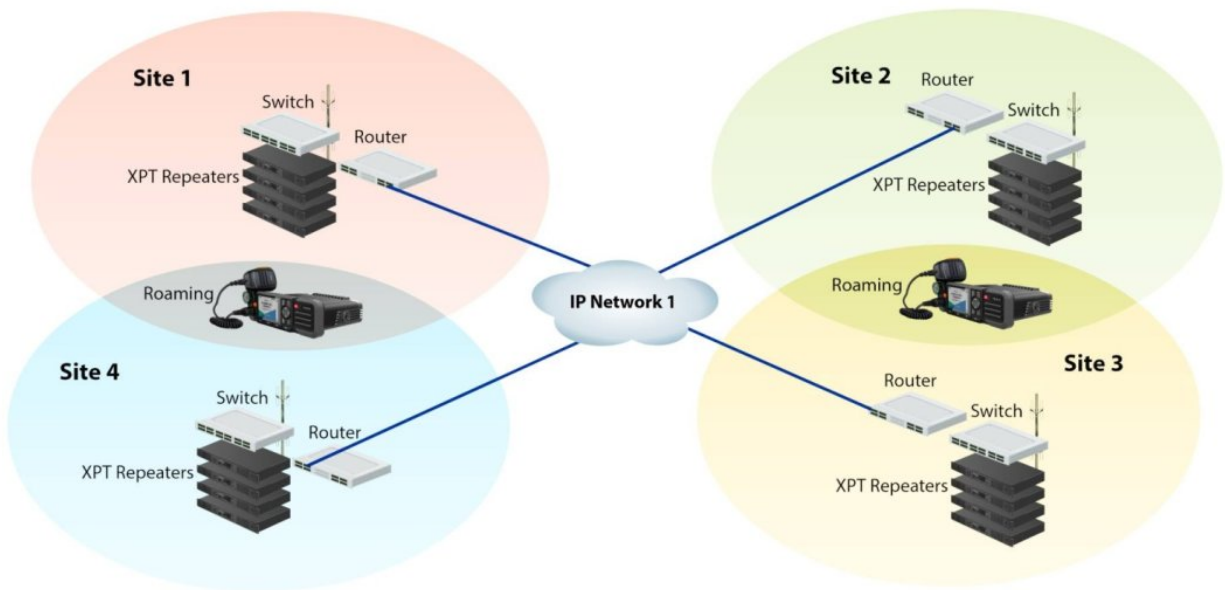 Site 1
Switch
Router
XPT Repeaters
Site 2
Router
Switch
XPT Repeaters
Roaming
IP Network 1
Roaming
Site 4
Switch
Router
XPT Repeaters
Site 3
Router
Switch
XPT Repeaters